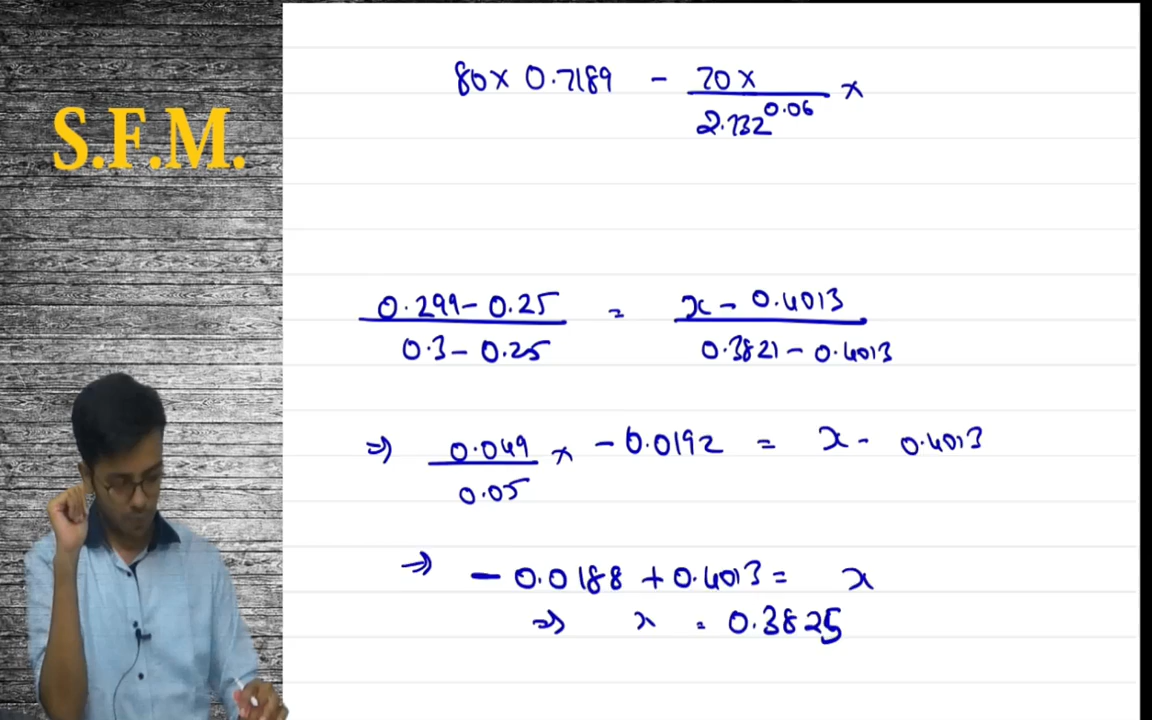 S.F.M.
80 x 0.7189 - 70 x / 2.732^0.06 x
0.299 - 0.25 / 0.3 - 0.25 = x - 0.4013 / 0.3821 - 0.4013
⇒ 0.049 / 0.05 x - 0.0192 = x - 0.4013
⇒ - 0.0188 + 0.4013 = x
⇒ x = 0.3825